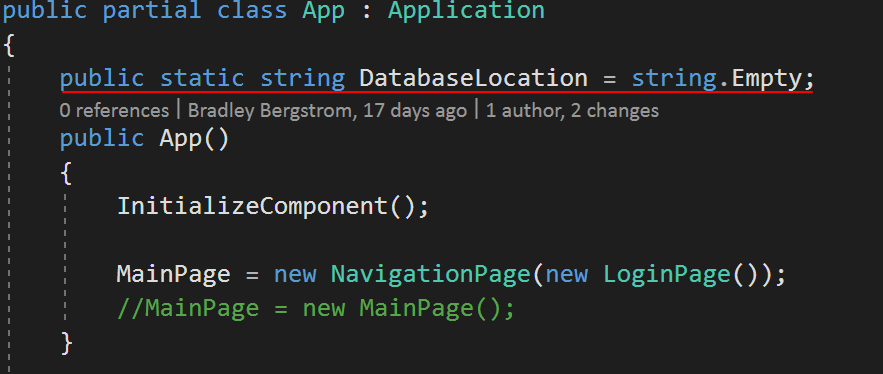 public partial class App : Application
{
public static string DatabaseLocation = string.Empty;
0 references | Bradley Bergstrom, 17 days ago | 1 author, 2 changes
public App()
{
InitializeComponent();
MainPage = new NavigationPage(new LoginPage());
//MainPage = new MainPage();
}